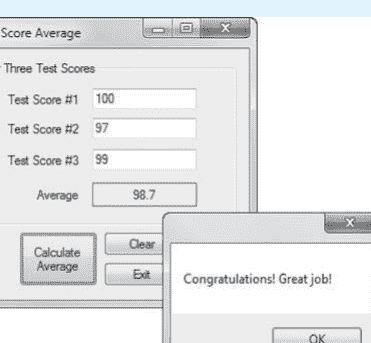 Score Average
Three Test Scores
Test Score #1 100
Test Score #2 97
Test Score #3 99
Average 98.7
Calculate
Average
Clear
Exit
Congratulations! Great job!
OK